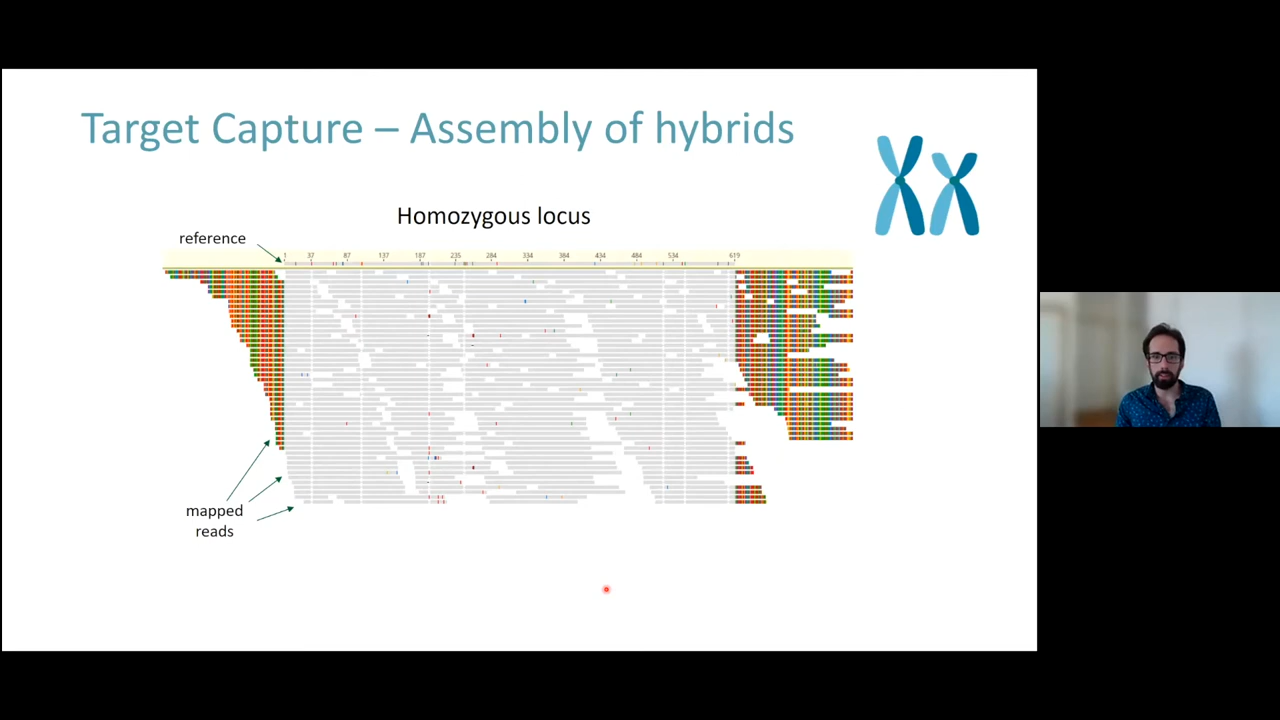 Target Capture – Assembly of hybrids
Homozygous locus
reference
1 37 87 137 187 235 284 334 384 434 484 534 619
mapped
reads